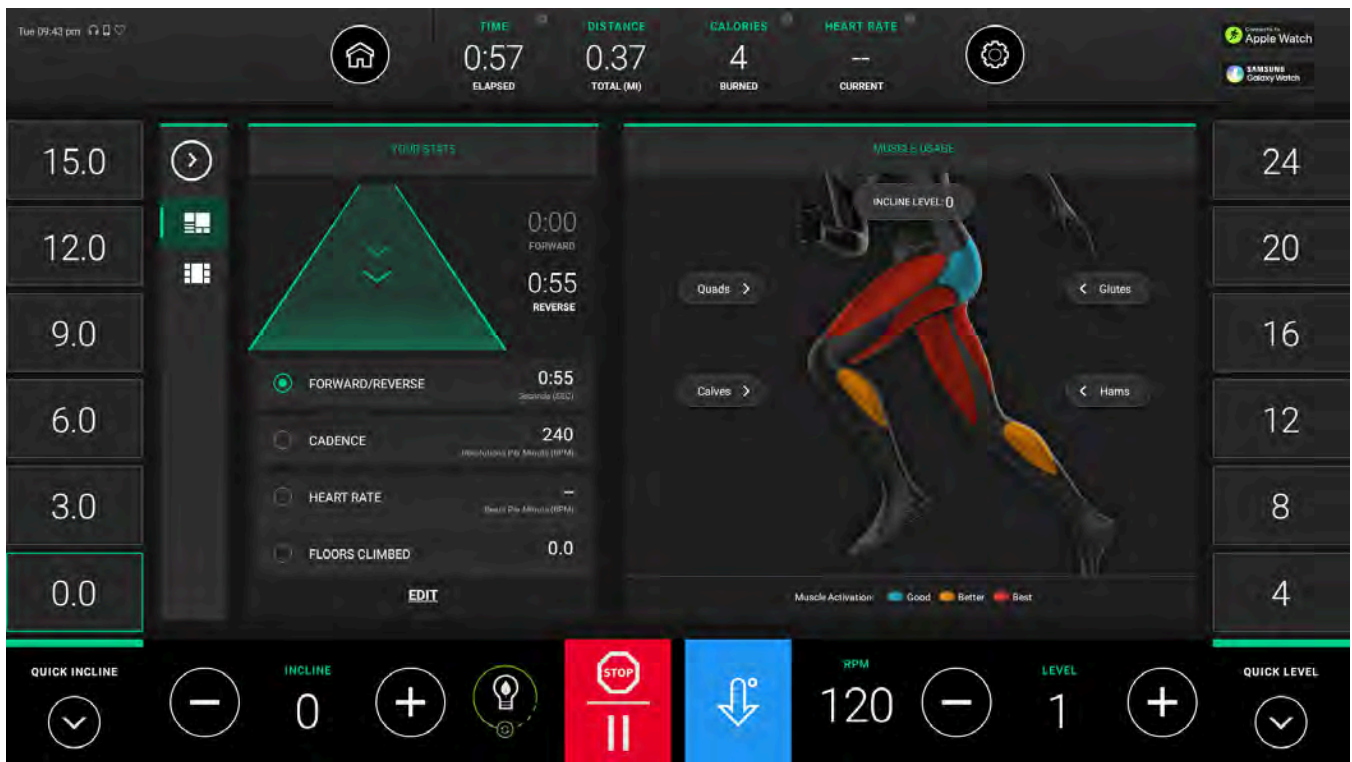 Tue 09:43 pm
TIME
0:57
ELAPSED
DISTANCE
0.37
TOTAL (MI)
CALORIES
4
BURNED
HEART RATE
--
CURRENT
Connects to
Apple Watch
SAMSUNG
Galaxy Watch
15.0
12.0
9.0
6.0
3.0
0.0
YOUR STATS
0:00
FORWARD
0:55
REVERSE
FORWARD/REVERSE
0:55
Seconds (SEC)
CADENCE
240
Revolutions Per Minute (RPM)
HEART RATE
--
Beats Per Minute (BPM)
FLOORS CLIMBED
0.0
EDIT
MUSCLE USAGE
INCLINE LEVEL: 0
Quads
Glutes
Calves
Hams
Muscle Activation: Good Better Best
24
20
16
12
8
4
QUICK INCLINE
INCLINE
0
STOP
RPM
120
LEVEL
1
QUICK LEVEL